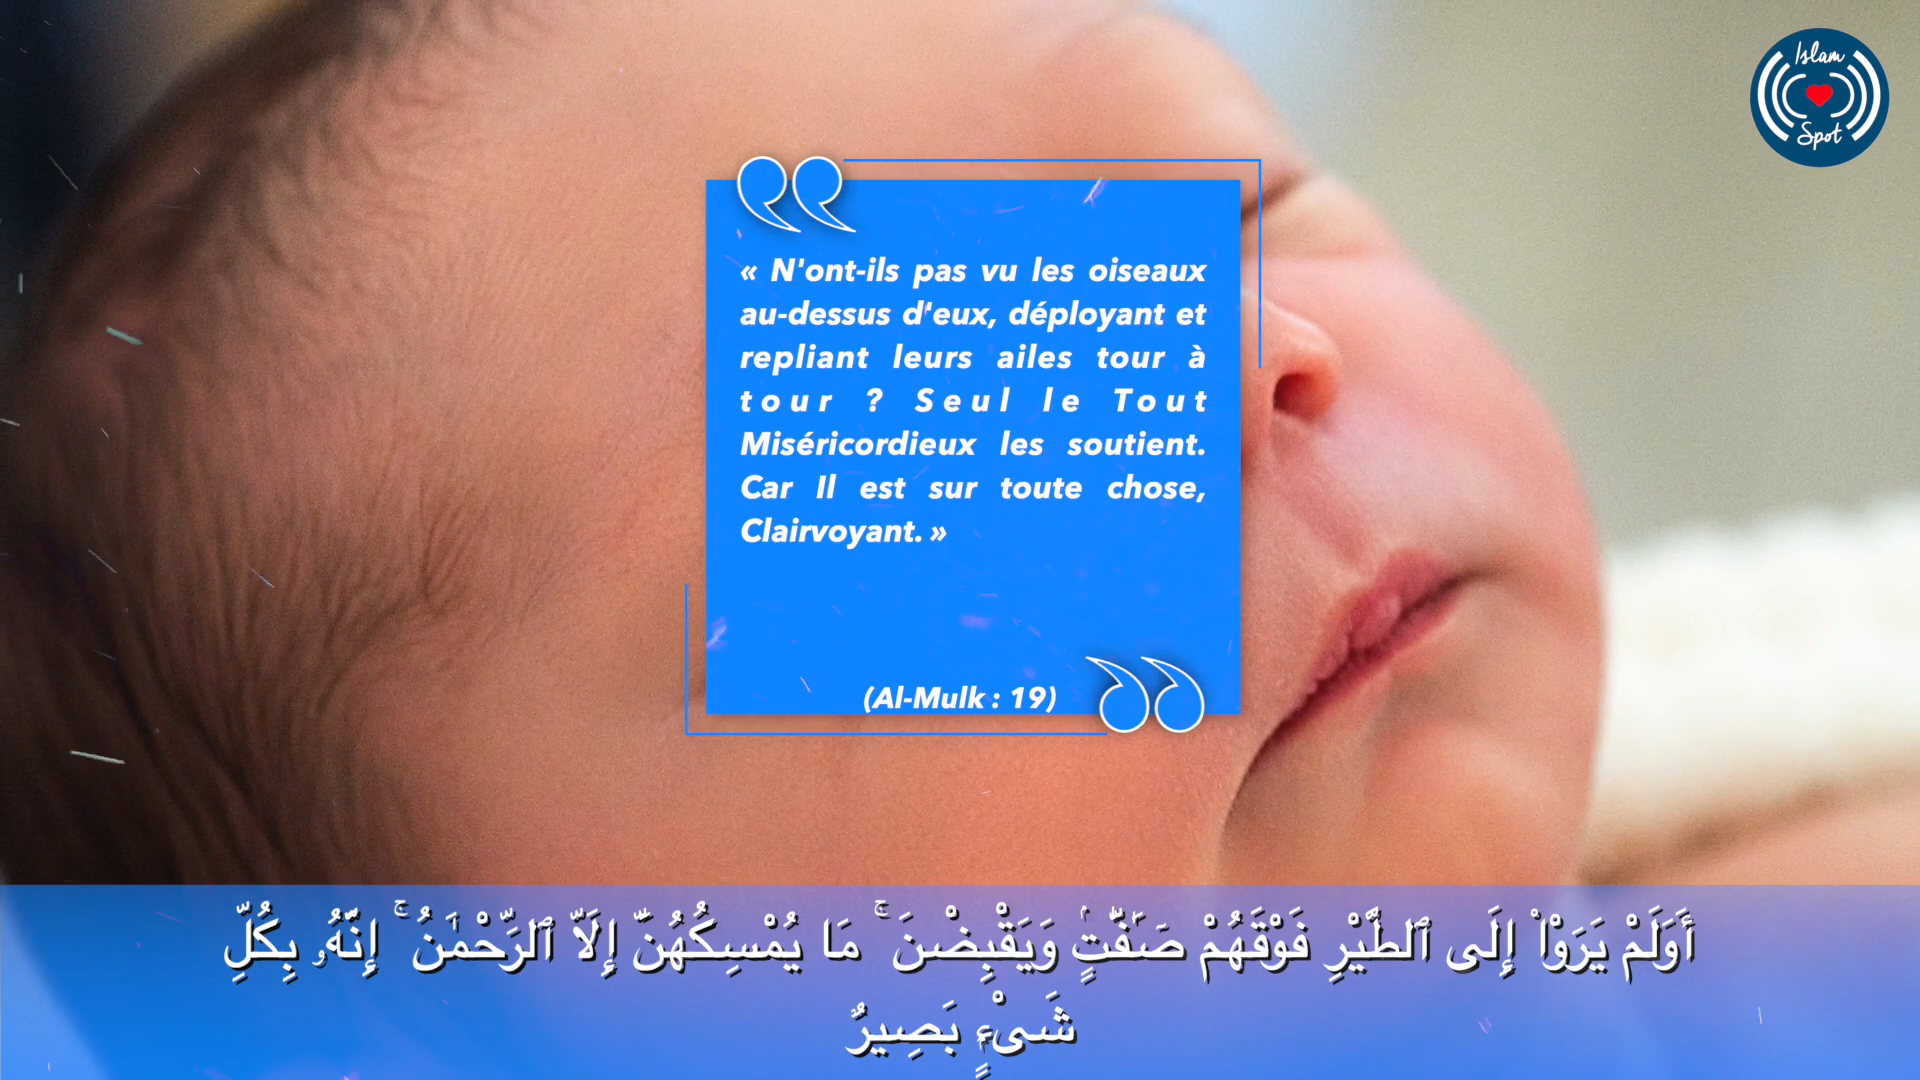 Islam
Spot
« N'ont-ils pas vu les oiseaux
au-dessus d'eux, déployant et
repliant leurs ailes tour à
tour ? Seul le Tout
Miséricordieux les soutient.
Car Il est sur toute chose,
Clairvoyant. »
(Al-Mulk : 19)
أَوَلَمْ يَرَوْا۟ إِلَى ٱلطَّيْرِ فَوْقَهُمْ صَـٰٓفَّـٰتٍۢ وَيَقْبِضْنَ ۚ مَا يُمْسِكُهُنَّ إِلَّا ٱلرَّحْمَـٰنُ ۚ إِنَّهُۥ بِكُلِّ
شَىْءٍۭ بَصِيرٌ